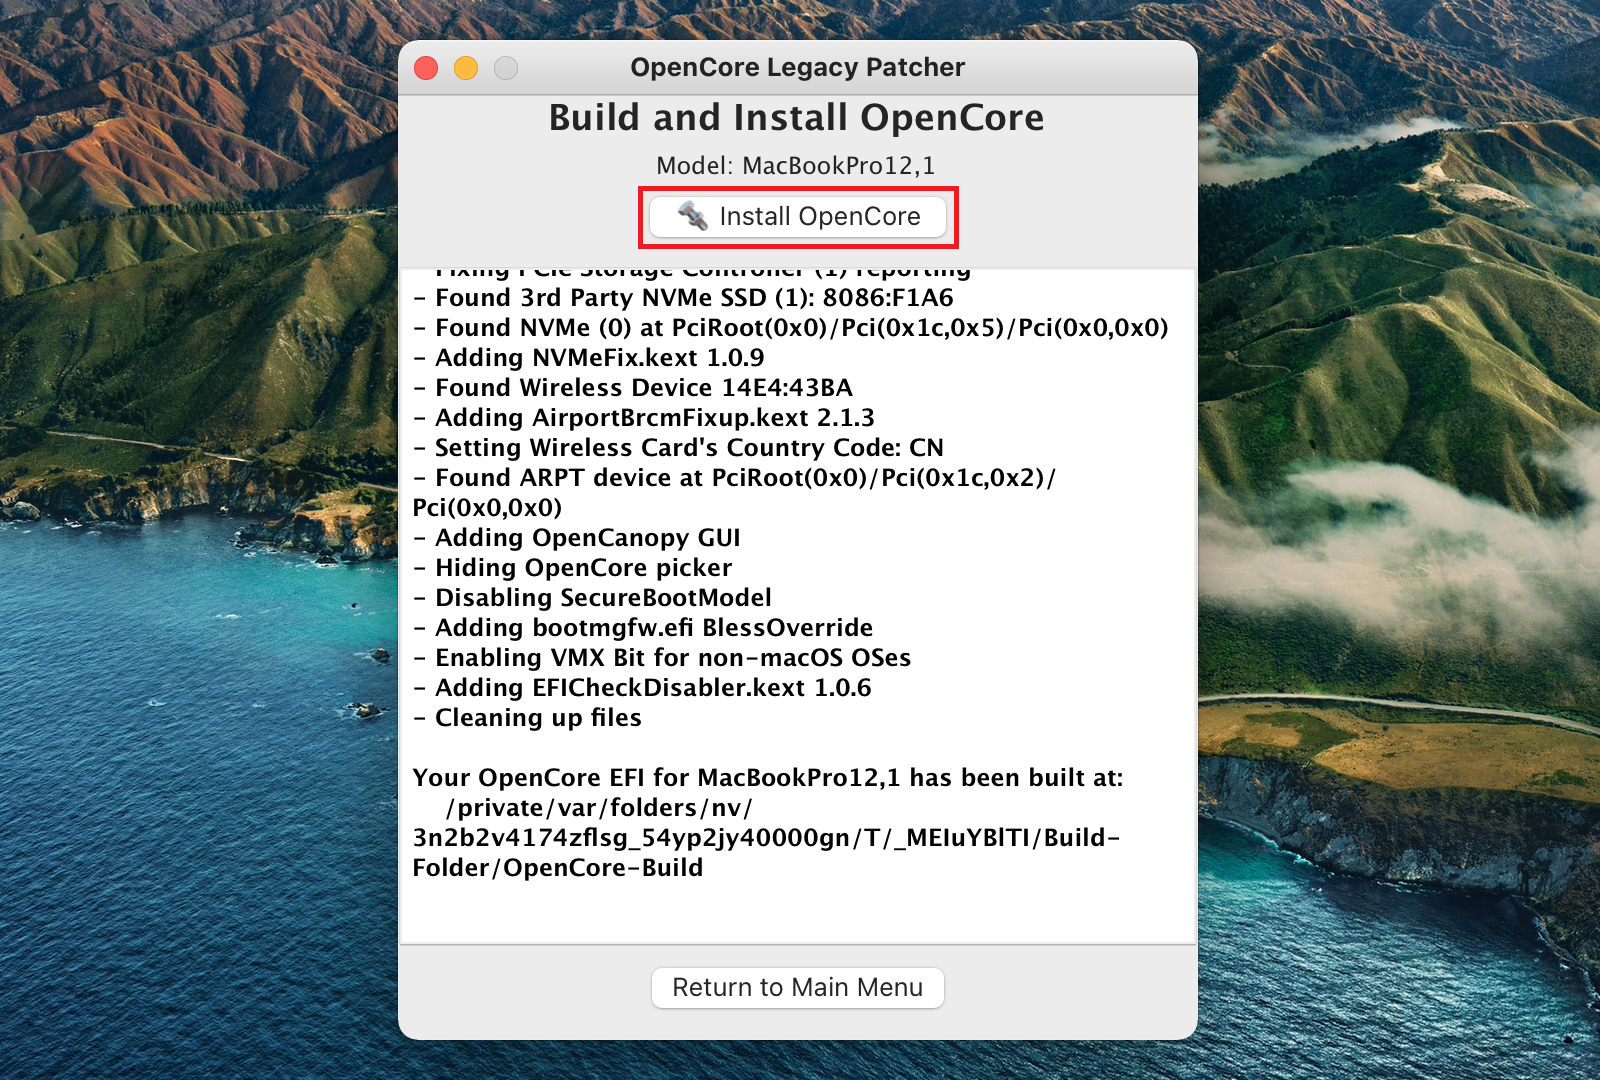 OpenCore Legacy Patcher
Build and Install OpenCore
Model: MacBookPro12,1
Install OpenCore
- Fixing PCIe Storage Controller (1) reporting
- Found 3rd Party NVMe SSD (1): 8086:F1A6
- Found NVMe (0) at PciRoot(0x0)/Pci(0x1c,0x5)/Pci(0x0,0x0)
- Adding NVMeFix.kext 1.0.9
- Found Wireless Device 14E4:43BA
- Adding AirportBrcmFixup.kext 2.1.3
- Setting Wireless Card's Country Code: CN
- Found ARPT device at PciRoot(0x0)/Pci(0x1c,0x2)/
Pci(0x0,0x0)
- Adding OpenCanopy GUI
- Hiding OpenCore picker
- Disabling SecureBootModel
- Adding bootmgfw.efi BlessOverride
- Enabling VMX Bit for non-macOS OSes
- Adding EFICheckDisabler.kext 1.0.6
- Cleaning up files
Your OpenCore EFI for MacBookPro12,1 has been built at:
/private/var/folders/nv/
3n2b2v4174zflsg_54yp2jy40000gn/T/_MEIuYBlTI/Build-
Folder/OpenCore-Build
Return to Main Menu